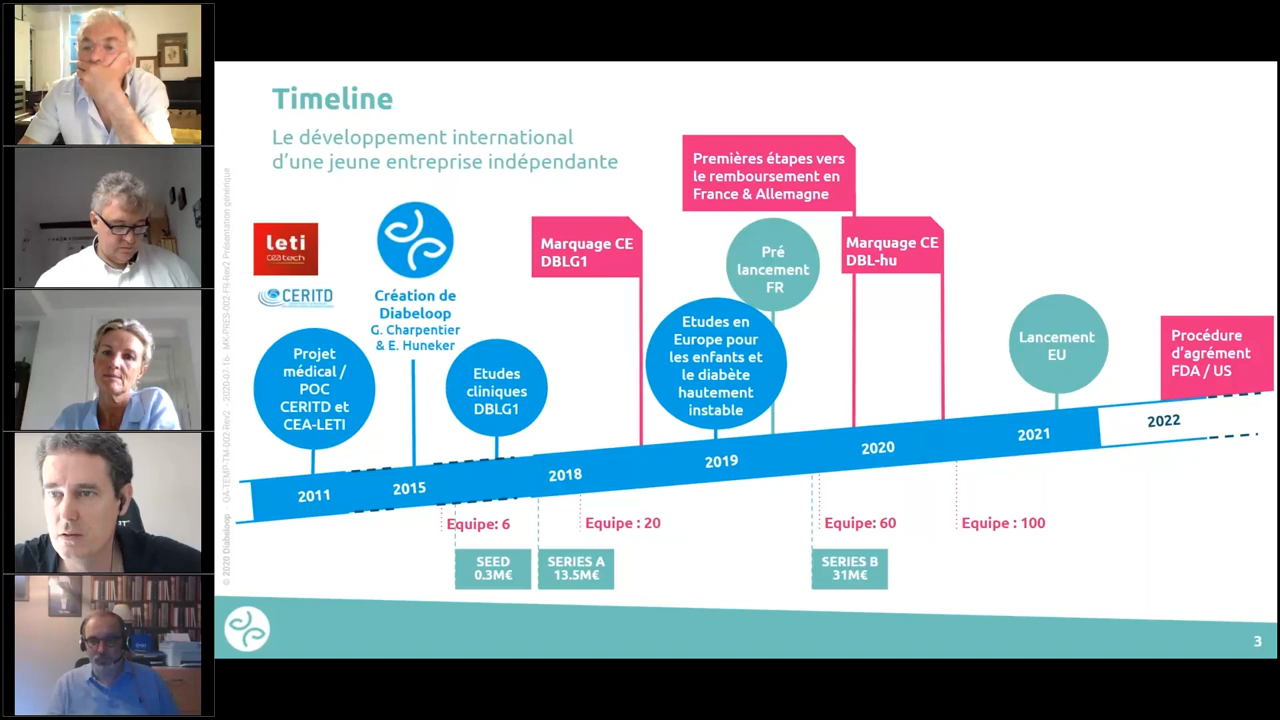 Timeline
Le développement international
d'une jeune entreprise indépendante
leti
ceatech
CERITD
Projet
médical /
POC
CERITD et
CEA-LETI
Création de
Diabeloop
G. Charpentier
& E. Huneker
Etudes
cliniques
DBLG1
Marquage CE
DBLG1
Premières étapes vers
le remboursement en
France & Allemagne
Pré
lancement
FR
Etudes en
Europe pour
les enfants et
le diabète
hautement
instable
Marquage CE
DBL-hu
Lancement
EU
Procédure
d'agrément
FDA / US
2011
2015
2018
2019
2020
2021
2022
Equipe: 6
Equipe : 20
Equipe: 60
Equipe : 100
SEED
0.3M€
SERIES A
13.5M€
SERIES B
31M€
© 2020 Diabeloop - QA-TEMP-TM-002 Rev2 - 2020-07-16- MK-PRES-002-FR-Rev2 Présentation générique
3